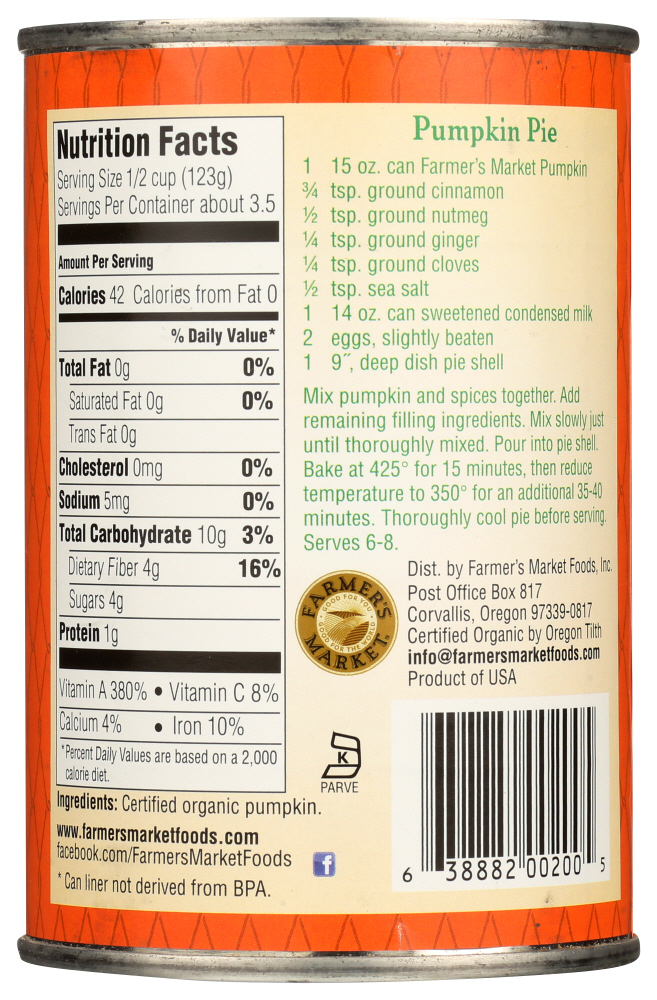 Nutrition Facts
Serving Size 1/2 cup (123g)
Servings Per Container about 3.5
Amount Per Serving
Calories 42 Calories from Fat 0
% Daily Value*
Total Fat 0g 0%
Saturated Fat 0g 0%
Trans Fat 0g
Cholesterol 0mg 0%
Sodium 5mg 0%
Total Carbohydrate 10g 3%
Dietary Fiber 4g 16%
Sugars 4g
Protein 1g
Vitamin A 380% • Vitamin C 8%
Calcium 4% • Iron 10%
*Percent Daily Values are based on a 2,000
calorie diet.
Ingredients: Certified organic pumpkin.
www.farmersmarketfoods.com
facebook.com/FarmersMarketFoods
f
* Can liner not derived from BPA.
Pumpkin Pie
1 15 oz. can Farmer's Market Pumpkin
¾ tsp. ground cinnamon
½ tsp. ground nutmeg
¼ tsp. ground ginger
¼ tsp. ground cloves
½ tsp. sea salt
1 14 oz. can sweetened condensed milk
2 eggs, slightly beaten
1 9″, deep dish pie shell
Mix pumpkin and spices together. Add
remaining filling ingredients. Mix slowly just
until thoroughly mixed. Pour into pie shell.
Bake at 425° for 15 minutes, then reduce
temperature to 350° for an additional 35-40
minutes. Thoroughly cool pie before serving.
Serves 6-8.
FARMER'S
GOOD FOR YOU
GOOD FOR THE WORLD
MARKET
Dist. by Farmer's Market Foods, Inc.
Post Office Box 817
Corvallis, Oregon 97339-0817
Certified Organic by Oregon Tilth
info@farmersmarketfoods.com
Product of USA
K
PARVE
6 38882 00200 5